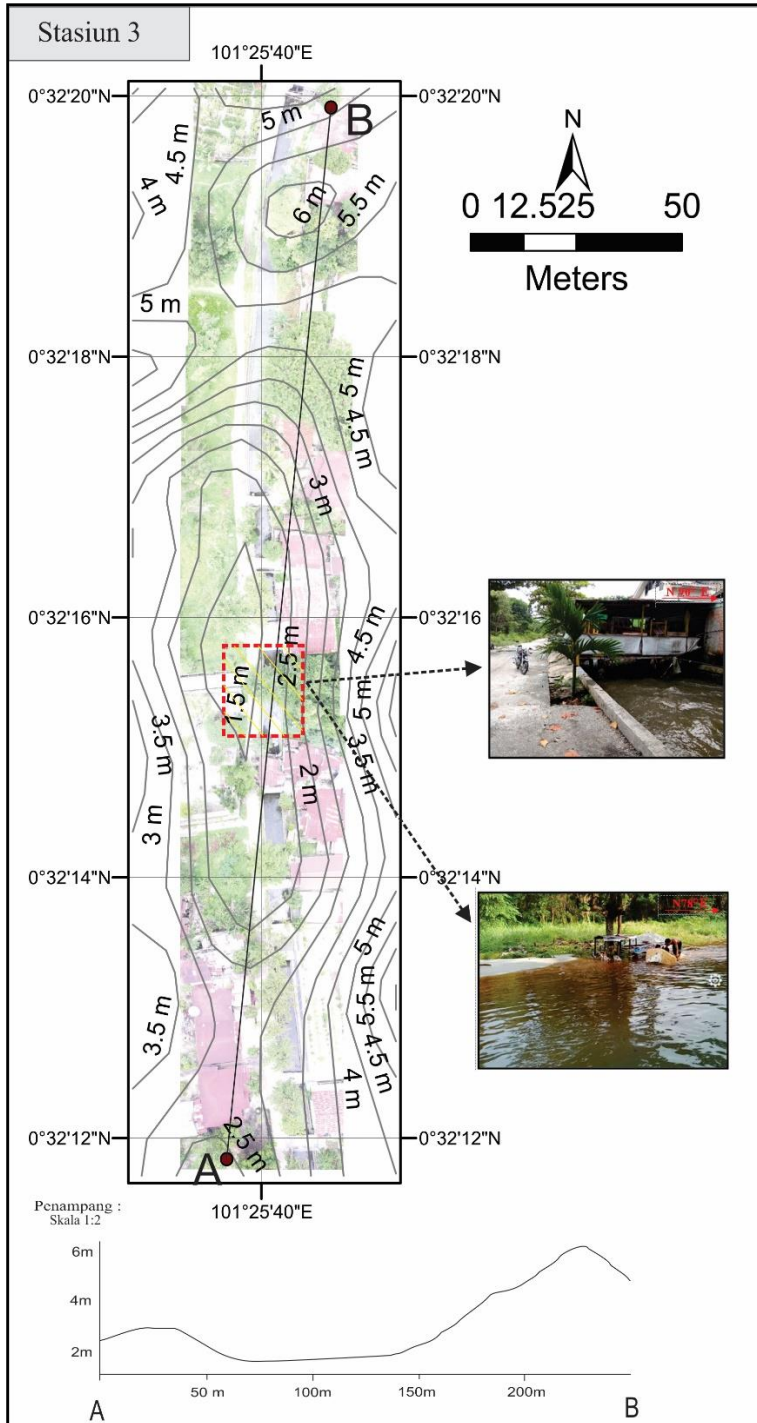 Stasiun 3
101°25'40"E
0°32'20"N
0°32'20"N
5 m
B
4.5 m
4 m
6 m
5.5 m
N
0 12.525 50
Meters
5 m
0°32'18"N
0°32'18"N
5 m
4.5 m
3 m
0°32'16"N
0°32'16"N
4.5 m
2.5 m
1.5 m
5 m
3.5 m
3.5 m
2 m
3 m
0°32'14"N
0°32'14"N
N78°E
5 m
5.5 m
4.5 m
3.5 m
4 m
0°32'12"N
0°32'12"N
2.5 m
A
101°25'40"E
Penampang :
Skala 1:2
6m
4m
2m
50 m
100m
150m
200m
A
B